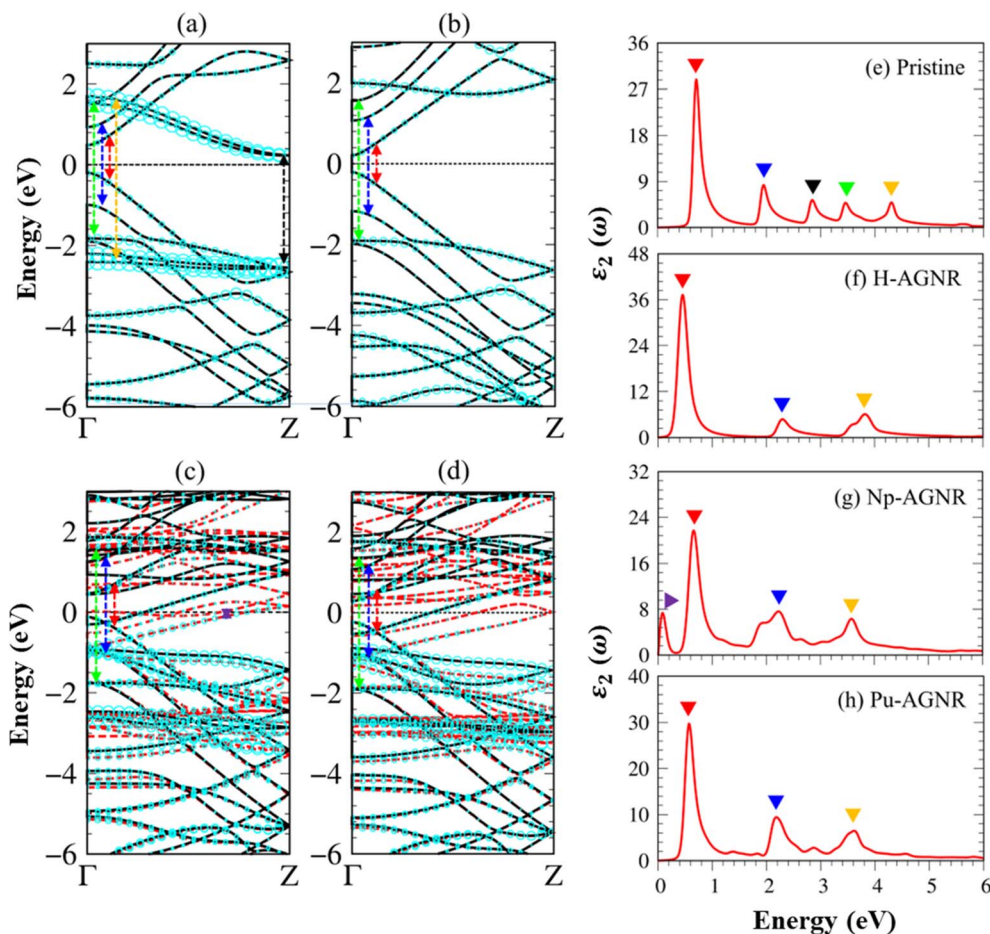 (a)
(b)
2
0
−2
−4
−6
Energy (eV)
Γ
Z
Γ
Z
(c)
(d)
2
0
−2
−4
−6
Energy (eV)
Γ
Z
Γ
Z
36
27
18
9
0
(e) Pristine
ε2 (ω)
48
36
24
12
0
(f) H-AGNR
32
24
16
8
0
(g) Np-AGNR
ε2 (ω)
40
30
20
10
0
(h) Pu-AGNR
0 1 2 3 4 5 6
Energy (eV)